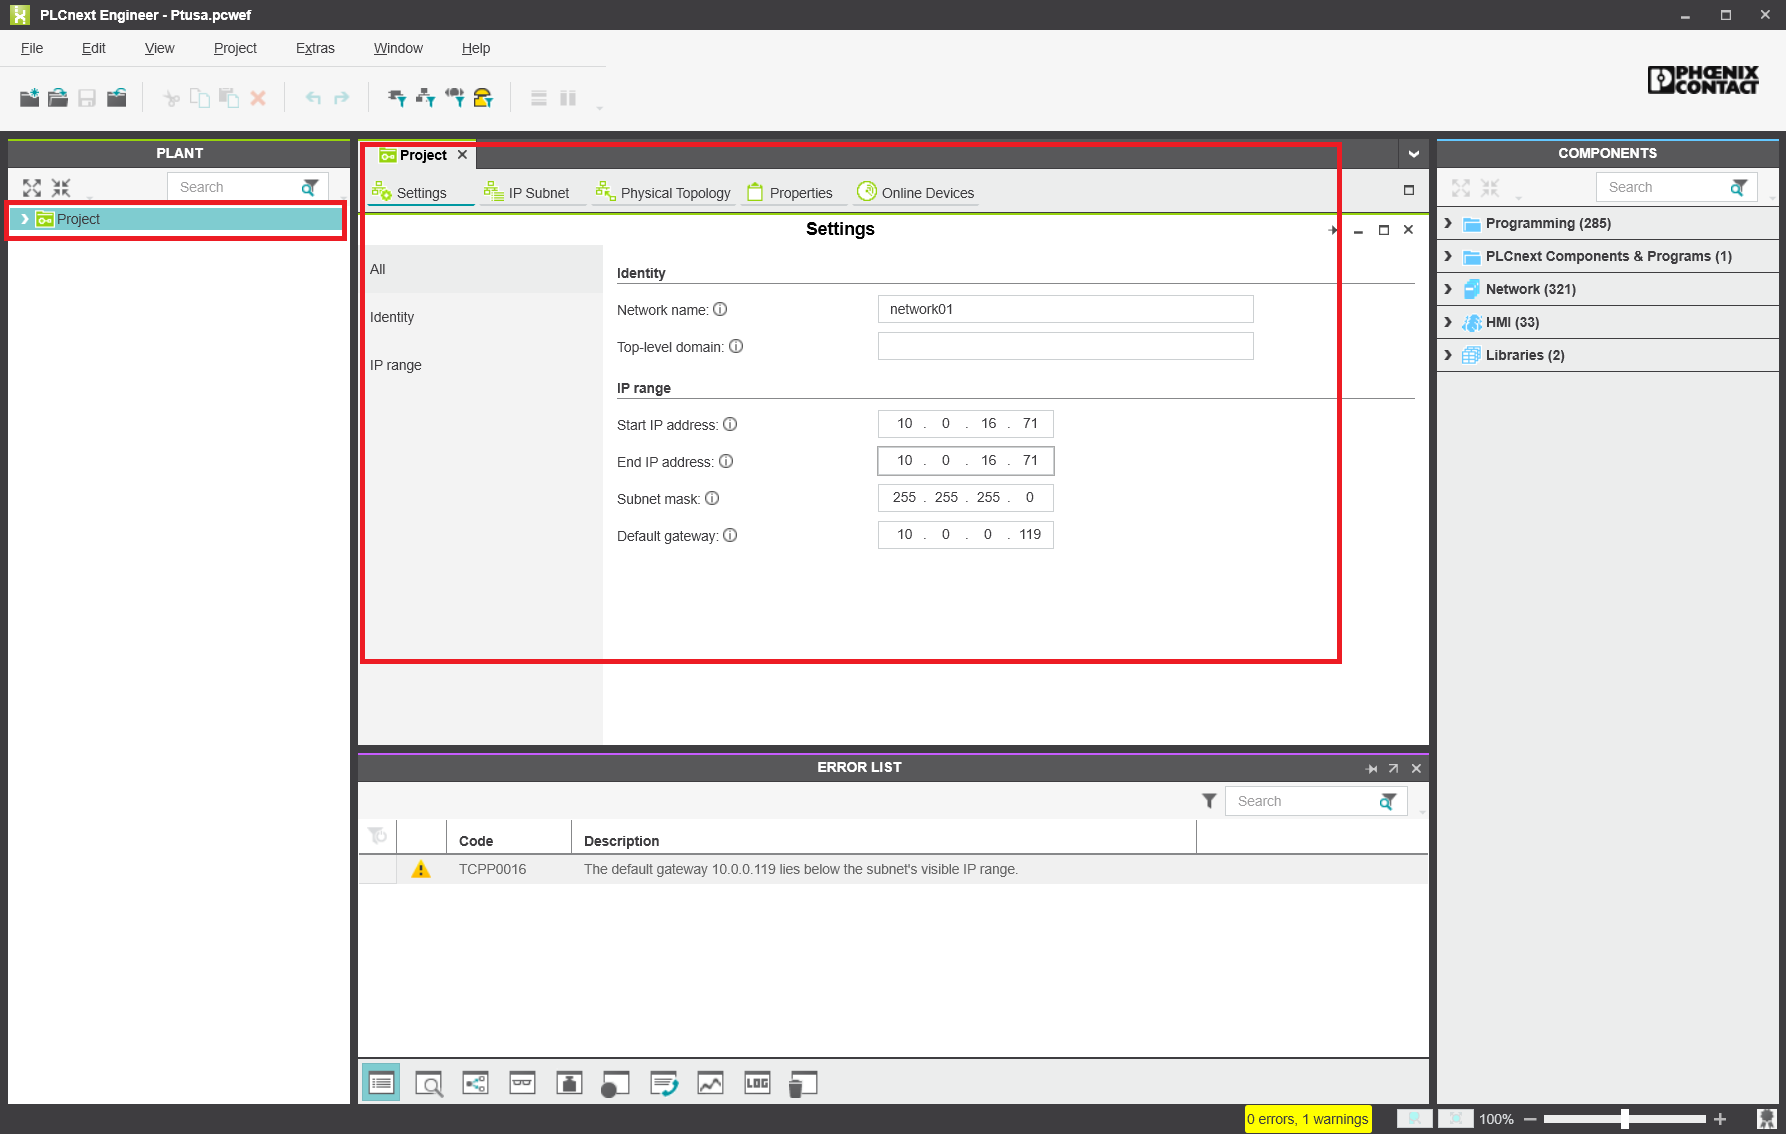 PLCnext Engineer - Ptusa.pcwef
File Edit View Project Extras Window Help
PHŒNIX
CONTACT
PLANT
Search
Project
Project
Settings IP Subnet Physical Topology Properties Online Devices
Settings
All
Identity
IP range
Identity
Network name: network01
Top-level domain:
IP range
Start IP address: 10 . 0 . 16 . 71
End IP address: 10 . 0 . 16 . 71
Subnet mask: 255 . 255 . 255 . 0
Default gateway: 10 . 0 . 0 . 119
ERROR LIST
Search
Code Description
TCPP0016 The default gateway 10.0.0.119 lies below the subnet's visible IP range.
LOG
COMPONENTS
Search
Programming (285)
PLCnext Components & Programs (1)
Network (321)
HMI (33)
Libraries (2)
0 errors, 1 warnings 100%